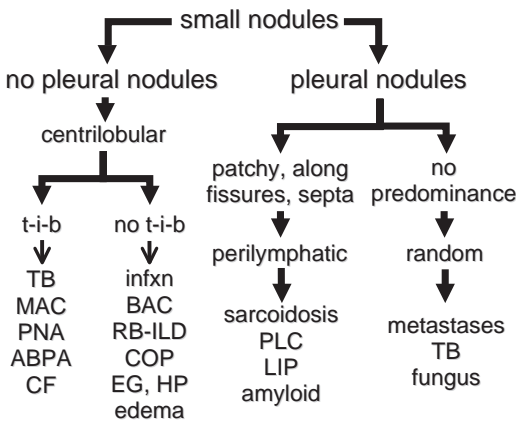 small nodules
no pleural nodules
pleural nodules
centrilobular
patchy, along
fissures, septa
no
predominance
t-i-b
no t-i-b
perilymphatic
random
TB
MAC
PNA
ABPA
CF
infxn
BAC
RB-ILD
COP
EG, HP
edema
sarcoidosis
PLC
LIP
amyloid
metastases
TB
fungus